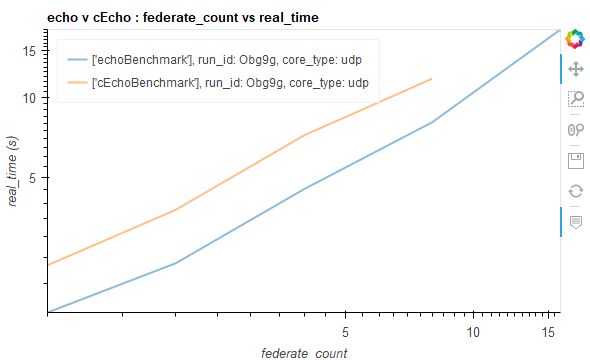 echo v cEcho : federate_count vs real_time
['echoBenchmark'], run_id: Obg9g, core_type: udp
['cEchoBenchmark'], run_id: Obg9g, core_type: udp
15
10
5
real_time (s)
5
10
15
federate_count